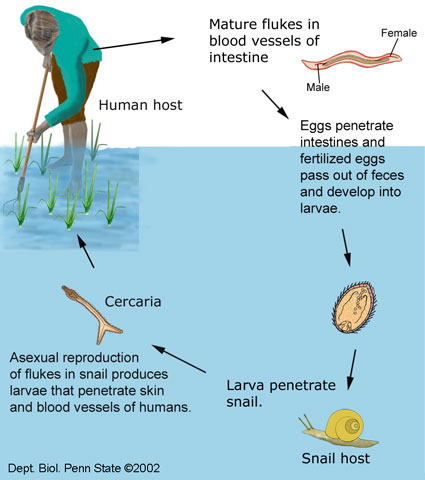 Mature flukes in
blood vessels of
intestine
Female
Male
Human host
Eggs penetrate
intestines and
fertilized eggs
pass out of feces
and develop into
larvae.
Cercaria
Asexual reproduction
of flukes in snail produces
larvae that penetrate skin
and blood vessels of humans.
Larva penetrate
snail.
Snail host
Dept. Biol. Penn State ©2002